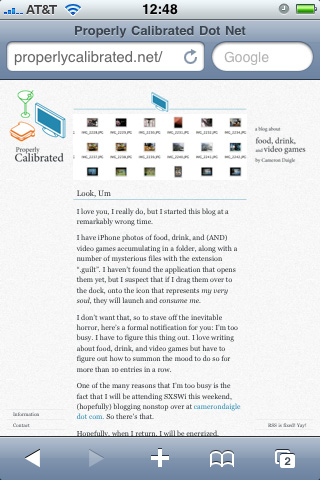 AT&T 12:48
Properly Calibrated Dot Net
properlycalibrated.net/
Google
Properly
Calibrated
a blog about
food, drink,
and video games
by Cameron Daigle
Look, Um
I love you, I really do, but I started this blog at a
remarkably wrong time.
I have iPhone photos of food, drink, and (AND)
video games accumulating in a folder, along with a
number of mysterious files with the extension
“.guilt”. I haven’t found the application that opens
them yet, but I suspect that if I drag them over to
the dock, onto the icon that represents my very
soul, they will launch and consume me.
I don’t want that, so to stave off the inevitable
horror, here’s a formal notification for you: I’m too
busy. I have to figure this thing out. I love writing
about food, drink, and video games but have to
figure out how to summon the mood to do so for
more than 10 entries in a row.
One of the many reasons that I’m too busy is the
fact that I will be attending SXSWi this weekend,
(hopefully) blogging nonstop over at camerondaigle
dot com. So there’s that.
Hopefully, when I return, I will be energized,
Information
Contact
RSS is Sexi! Yay!
2